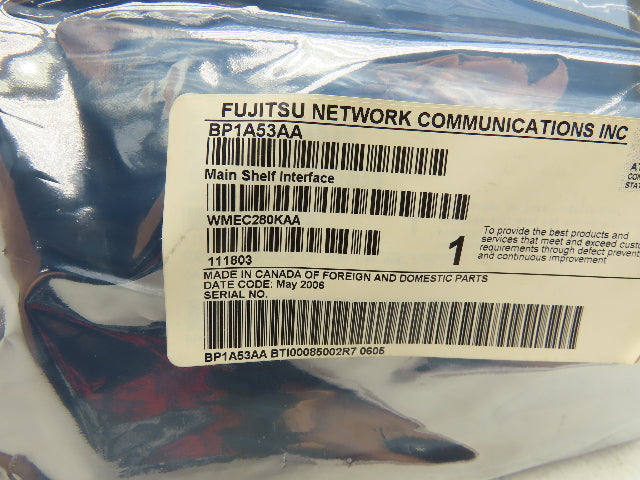 FUJITSU NETWORK COMMUNICATIONS INC
BP1A53AA
Main Shelf Interface
WMEC280KAA
111803
1
To provide the best products and
services that meet and exceed
requirements through defect
and continuous improvement
MADE IN CANADA OF FOREIGN AND DOMESTIC PARTS
DATE CODE: May 2006
SERIAL NO.
BP1A53AA BTI00085002R7 0605